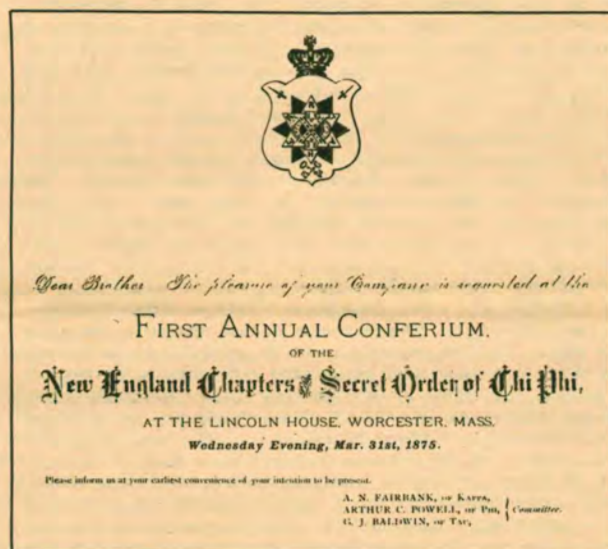 Dear Brother The pleasure of your Company is requested at the
FIRST ANNUAL CONFERIUM.
OF THE
New England Chapters of Secret Order of Chi Phi,
AT THE LINCOLN HOUSE, WORCESTER, MASS.
Wednesday Evening, Mar. 31st, 1875.
Please inform us at your earliest convenience of your intention to be present.
A. N. FAIRBANK, OF KAPPA,
ARTHUR C. POWELL, OF PHI, Committee.
G. J. BALDWIN, OF TAU,